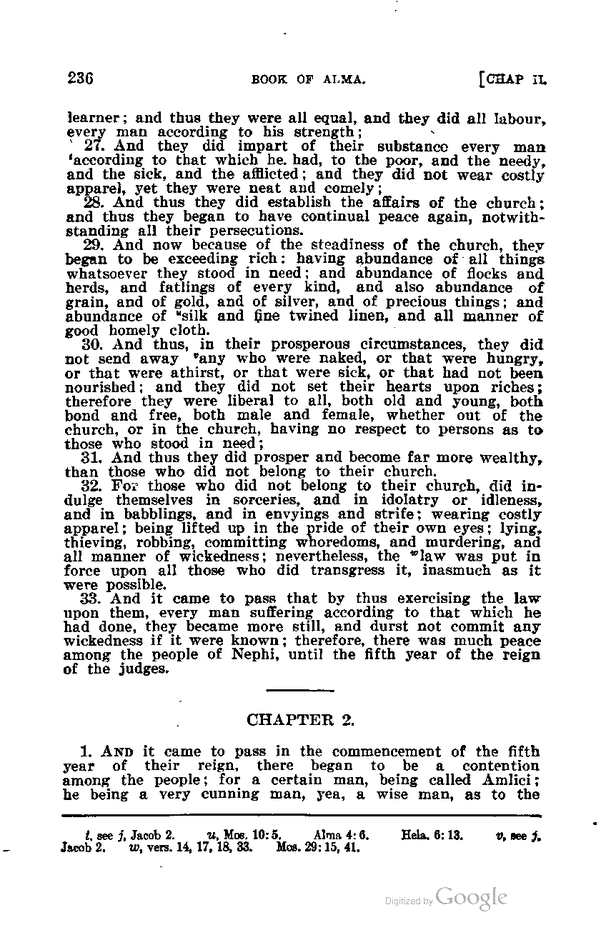 236 BOOK OF ALMA. [CHAP II.
learner; and thus they were all equal, and they did all labour,
every man according to his strength;
27. And they did impart of their substance every man
taccording to that which he. had, to the poor, and the needy,
and the sick, and the afflicted; and they did not wear costly
apparel, yet they were neat and comely;
28. And thus they did establish the affairs of the church;
and thus they began to have continual peace again, notwith-
standing all their persecutions.
29. And now because of the steadiness of the church, they
began to be exceeding rich: having abundance of all things
whatsoever they stood in need; and abundance of flocks and
herds, and fatlings of every kind, and also abundance of
grain, and of gold, and of silver, and of precious things; and
abundance of usilk and fine twined linen, and all manner of
good homely cloth.
30. And thus, in their prosperous circumstances, they did
not send away vany who were naked, or that were hungry,
or that were athirst, or that were sick, or that had not been
nourished; and they did not set their hearts upon riches;
therefore they were liberal to all, both old and young, both
bond and free, both male and female, whether out of the
church, or in the church, having no respect to persons as to
those who stood in need;
31. And thus they did prosper and become far more wealthy,
than those who did not belong to their church.
32. For those who did not belong to their church, did in-
dulge themselves in sorceries, and in idolatry or idleness,
and in babblings, and in envyings and strife; wearing costly
apparel; being lifted up in the pride of their own eyes; lying,
thieving, robbing, committing whoredoms, and murdering, and
all manner of wickedness; nevertheless, the wlaw was put in
force upon all those who did transgress it, inasmuch as it
were possible.
33. And it came to pass that by thus exercising the law
upon them, every man suffering according to that which he
had done, they became more still, and durst not commit any
wickedness if it were known; therefore, there was much peace
among the people of Nephi, until the fifth year of the reign
of the judges.
CHAPTER 2.
1. AND it came to pass in the commencement of the fifth
year of their reign, there began to be a contention
among the people; for a certain man, being called Amlici;
he being a very cunning man, yea, a wise man, as to the
t, see j, Jacob 2. u, Mos. 10:5. Alma 4:6. Hela. 6:13. v, see j.
Jacob 2. w, vers. 14, 17, 18, 33. Mos. 29:15, 41.
Digitized by Google